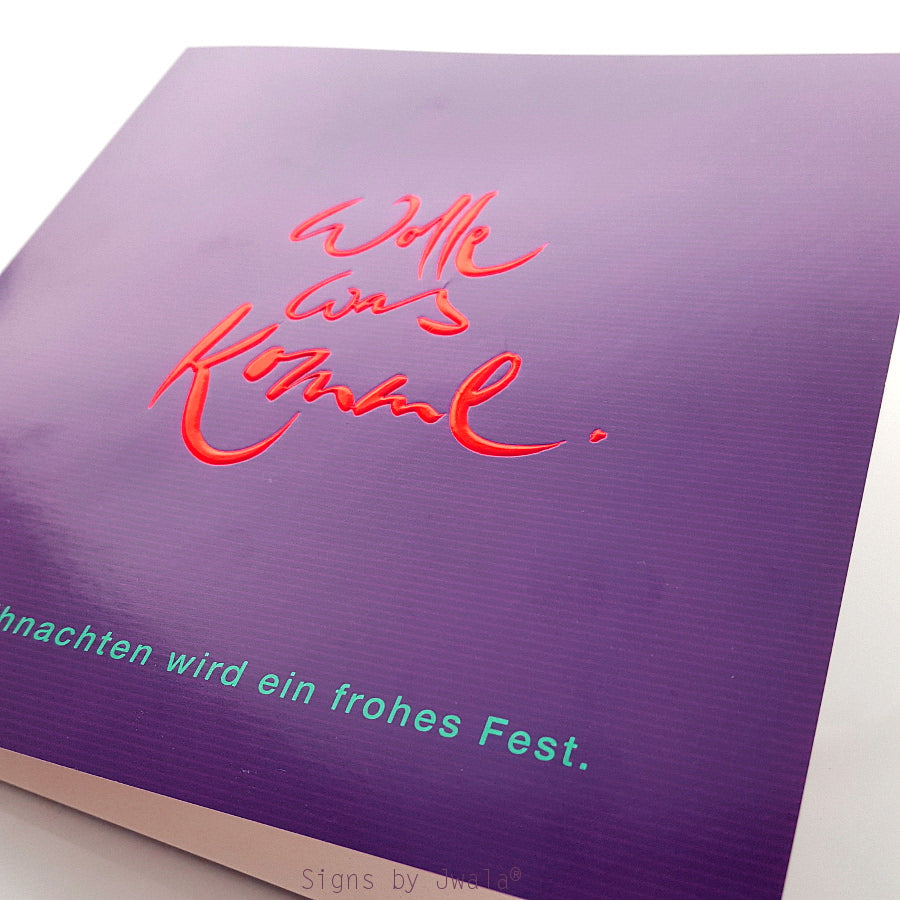 Wolle
was
Komme.
hnachten wird ein frohes Fest.
Signs by Jwala®